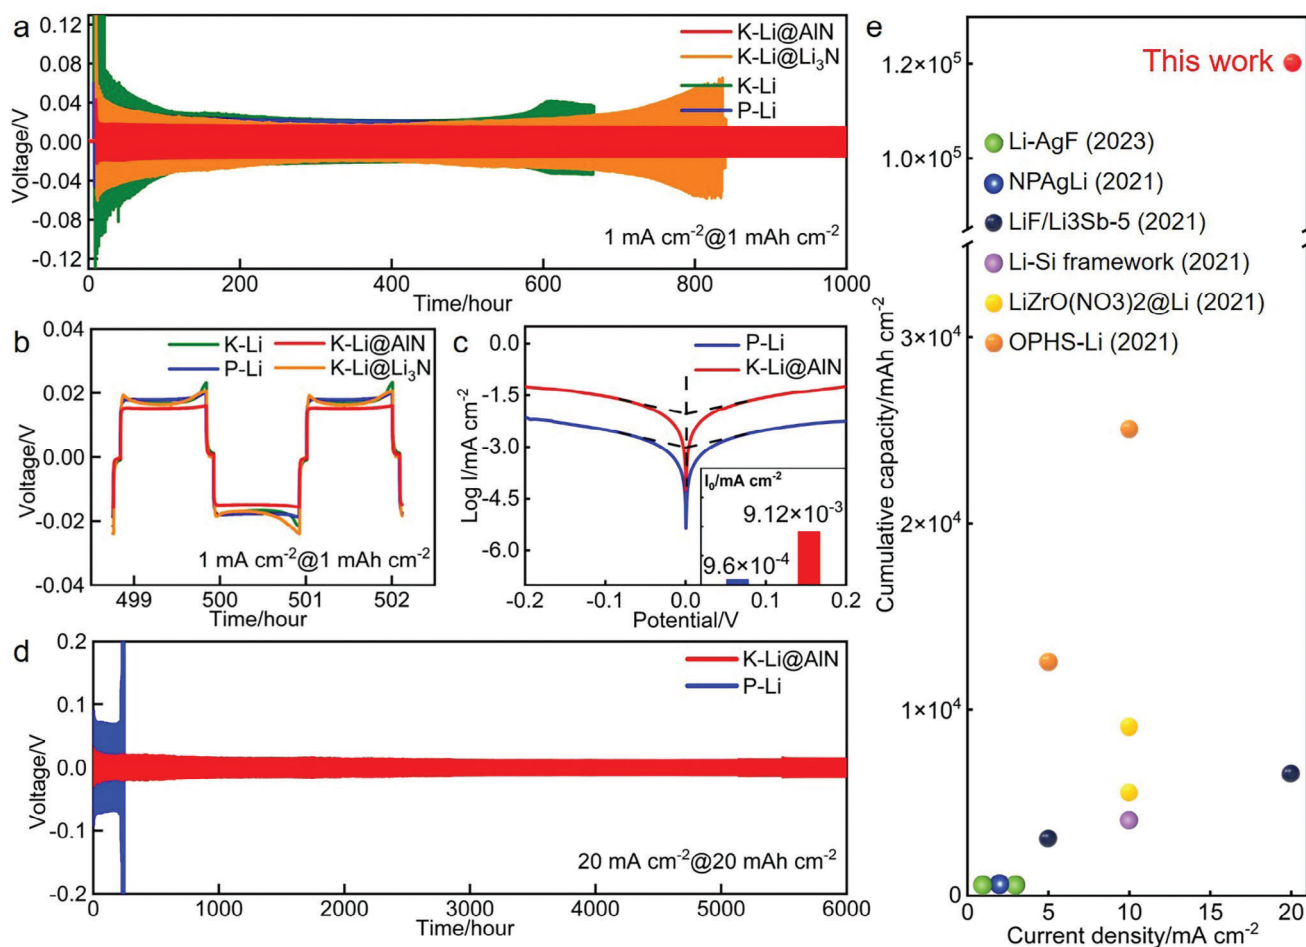 a
0.12
0.08
0.04
0.00
-0.04
-0.08
-0.12
Voltage/V
K-Li@AlN
K-Li@Li₃N
K-Li
P-Li
1 mA cm⁻²@1 mAh cm⁻²
0
200
400
600
800
1000
Time/hour
b
0.04
0.02
0.00
-0.02
-0.04
Voltage/V
K-Li
K-Li@AlN
P-Li
K-Li@Li₃N
1 mA cm⁻²@1 mAh cm⁻²
499
500
501
502
Time/hour
c
0.0
-1.5
-3.0
-4.5
-6.0
Log I/mA cm⁻²
P-Li
K-Li@AlN
I₀/mA cm⁻²
9.12×10⁻³
9.6×10⁻⁴
-0.2
-0.1
0.0
0.1
0.2
Potential/V
d
0.2
0.1
0.0
-0.1
-0.2
Voltage/V
K-Li@AlN
P-Li
20 mA cm⁻²@20 mAh cm⁻²
0
1000
2000
3000
4000
5000
6000
Time/hour
e
1.2×10⁵
1.0×10⁵
3×10⁴
2×10⁴
1×10⁴
0
Cumulative capacity/mAh cm⁻²
This work
Li-AgF (2023)
NPAgLi (2021)
LiF/Li3Sb-5 (2021)
Li-Si framework (2021)
LiZrO(NO3)2@Li (2021)
OPHS-Li (2021)
0
5
10
15
20
Current density/mA cm⁻²